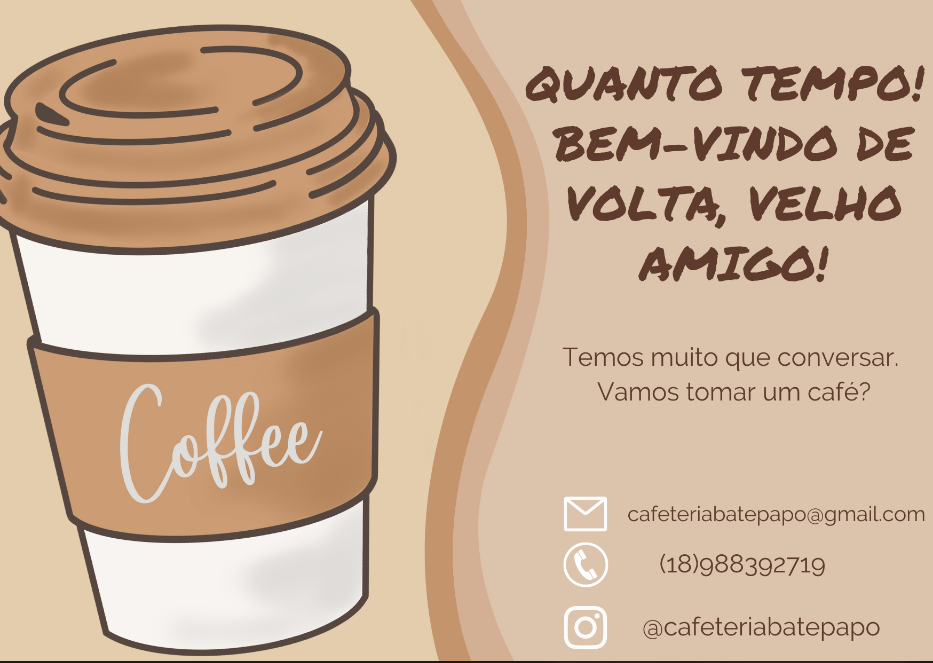 QUANTO TEMPO!
BEM-VINDO DE
VOLTA, VELHO
AMIGO!
Temos muito que conversar.
Vamos tomar um café?
Coffee
cafeteriabatepapo@gmail.com
(18)988392719
@cafeteriabatepapo